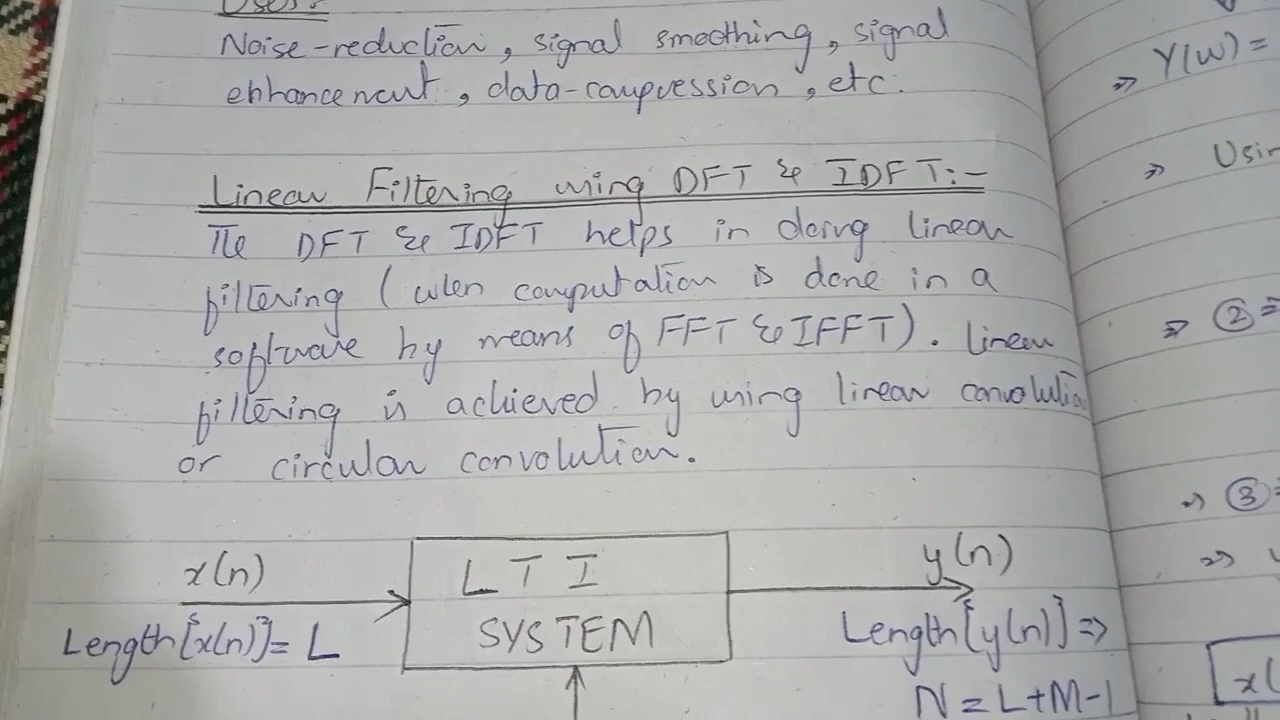 Uses:
Noise-reduction, signal smoothing, signal
enhancement, data-compression, etc.
Linear Filtering using DFT & IDFT:-
The DFT & IDFT helps in doing linear
filtering (when computation is done in a
software by means of FFT & IFFT). Linear
filtering is achieved by using linear convolutio
or circular convolution.
x(n)
Length[{x(n)}] = L
LTI
SYSTEM
y(n)
Length[{y(n)}] =>
N = L+M-1
=> Y(w) =
=> Usin
=> ② =
=> ③ =
=>
x(